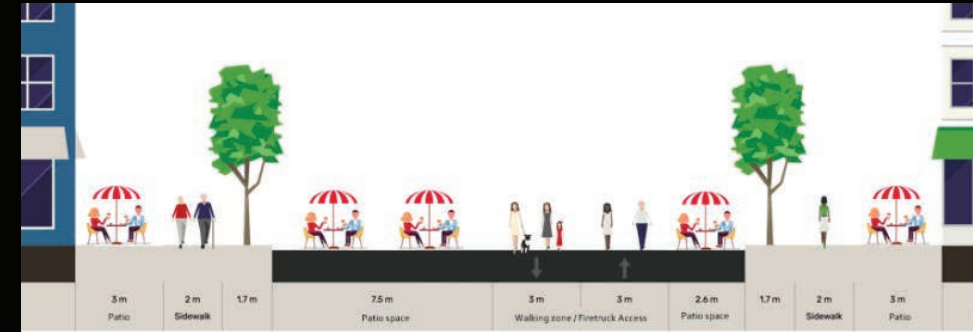 3 m 2 m 1.7 m 7.5 m 3 m 3 m 2.6 m 1.7 m 2 m 3 m
Patio Sidewalk Patio space Walking zone / Firetruck Access Patio space Sidewalk Patio